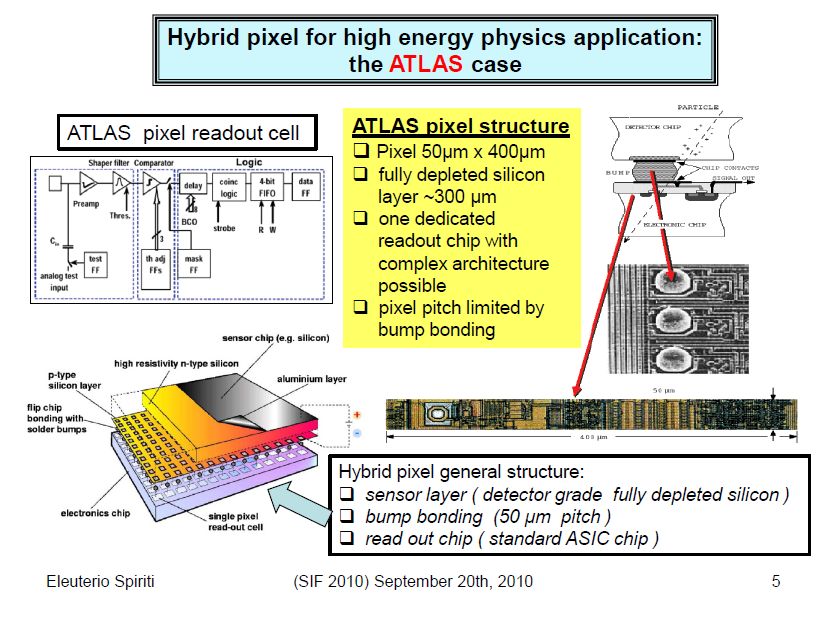 Hybrid pixel for high energy physics application:
the ATLAS case
ATLAS pixel readout cell
Shaper filter Comparator Logic
Preamp
Thres.
delay
coinc
logic
4-bit
FIFO
data
FF
BCO
8
strobe
R W
3
Cin
test
FF
th adj
FFs
mask
FF
analog test
input
ATLAS pixel structure
❑ Pixel 50μm x 400μm
❑ fully depleted silicon
layer ~300 μm
❑ one dedicated
readout chip with
complex architecture
possible
❑ pixel pitch limited by
bump bonding
PARTICLE
DETECTOR CHIP
BUMP
CHIP CONTACTS
SIGNAL OUT
ELECTRONIC CHIP
50 μm
400 μm
sensor chip (e.g. silicon)
high resistivity n-type silicon
aluminium layer
p-type
silicon layer
flip chip
bonding with
solder bumps
+
−
electronics chip
single pixel
read-out cell
Hybrid pixel general structure:
❑ sensor layer ( detector grade fully depleted silicon )
❑ bump bonding (50 μm pitch )
❑ read out chip ( standard ASIC chip )
Eleuterio Spiriti
(SIF 2010) September 20th, 2010
5